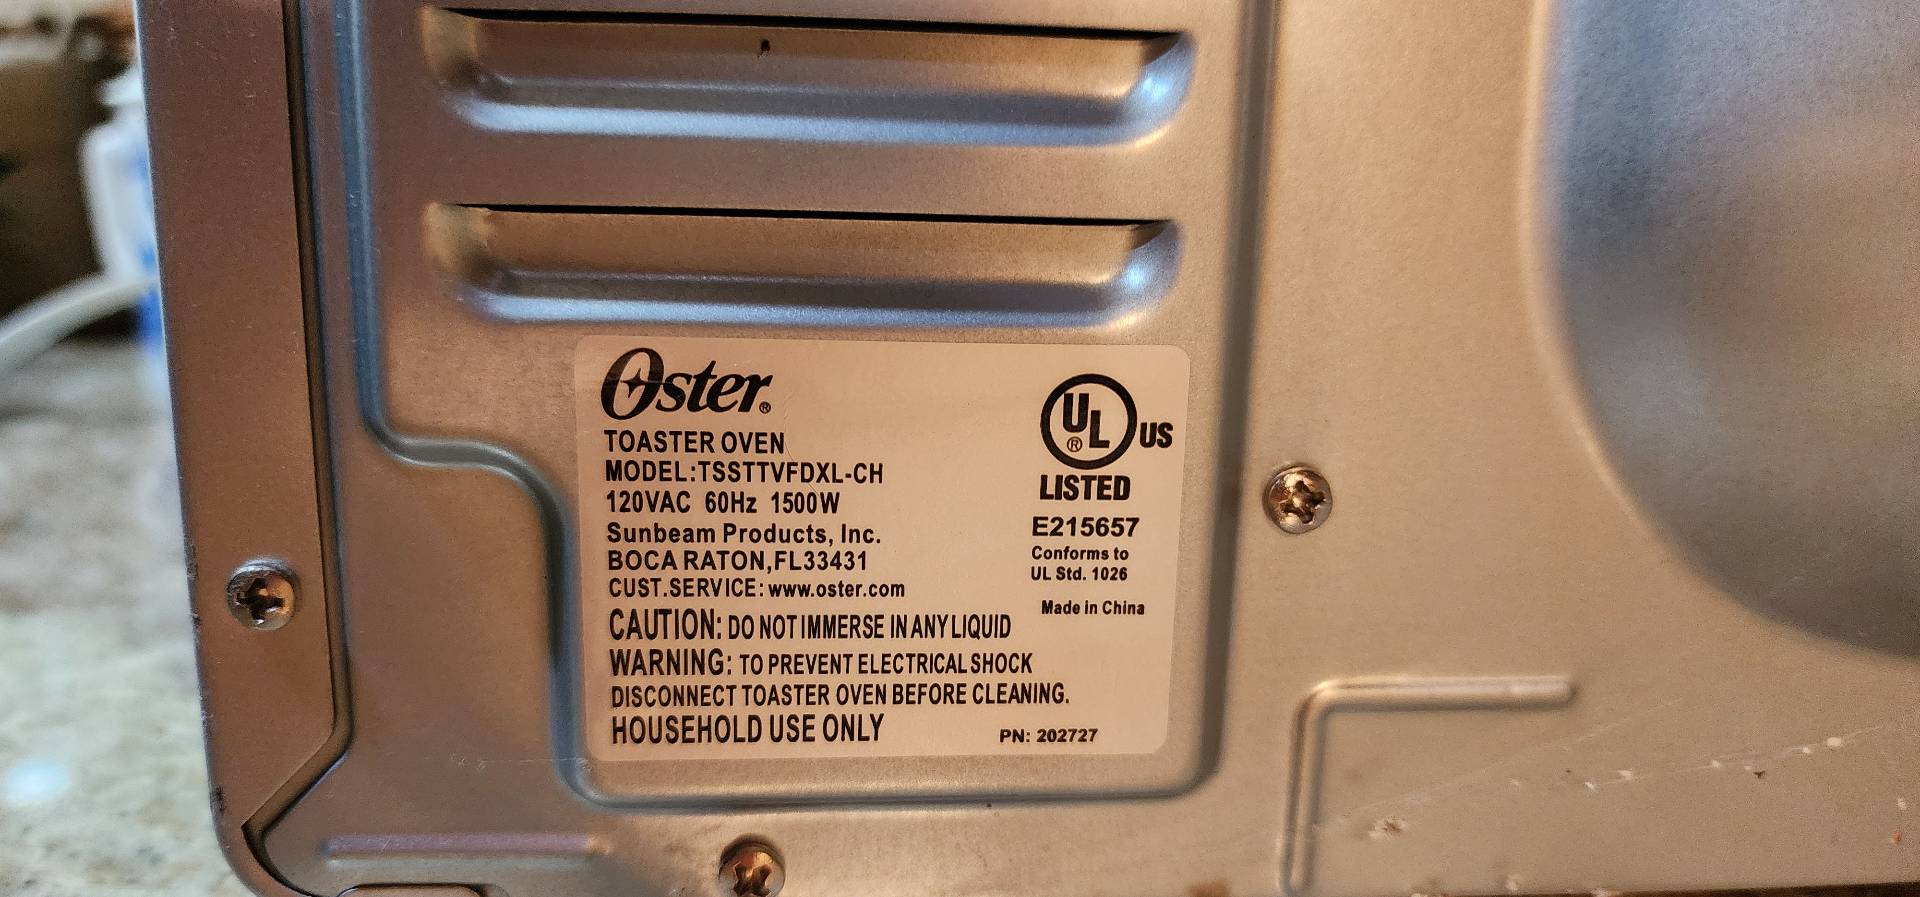 Oster®
TOASTER OVEN
MODEL:TSSTTVFDXL-CH
120VAC 60Hz 1500W
Sunbeam Products, Inc.
BOCA RATON,FL33431
CUST.SERVICE: www.oster.com
CAUTION: DO NOT IMMERSE IN ANY LIQUID
WARNING: TO PREVENT ELECTRICAL SHOCK
DISCONNECT TOASTER OVEN BEFORE CLEANING.
HOUSEHOLD USE ONLY
PN: 202727
UL® US
LISTED
E215657
Conforms to
UL Std. 1026
Made in China